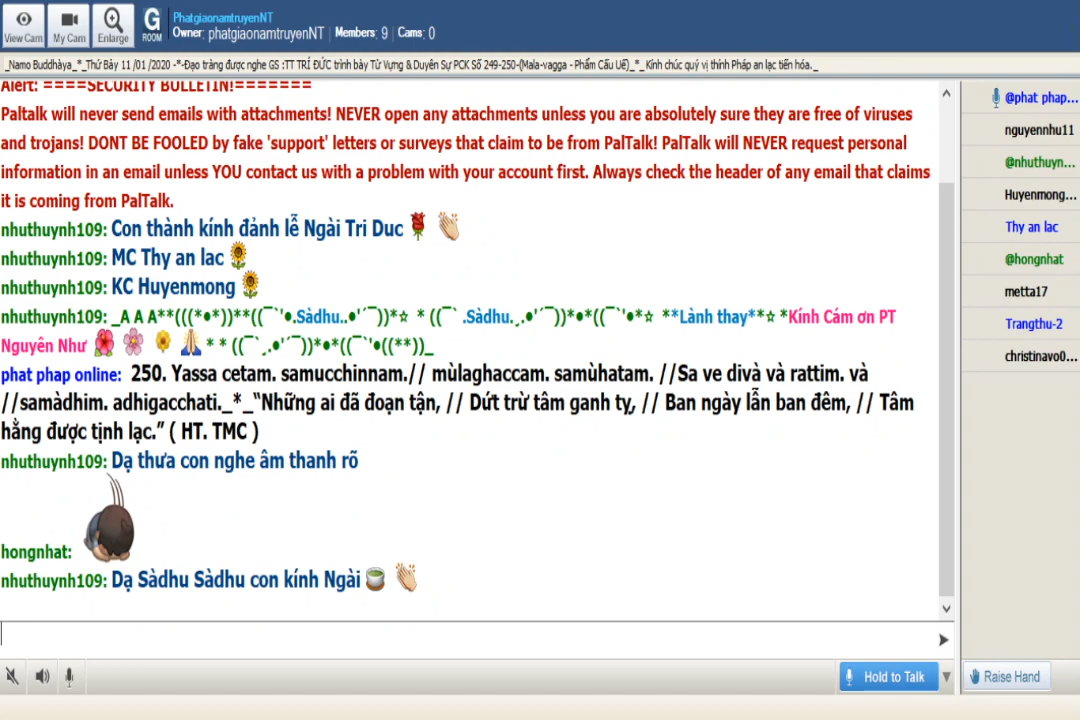 View Cam
My Cam
Enlarge
G
ROOM
PhatgiaonamtruyenNT
Owner: phatgiaonamtruyenNT | Members: 9 | Cams: 0
_Namo Buddhàya_*_Thứ Bảy 11 /01 /2020 -*-Đạo tràng được nghe GS :TT TRÍ ĐỨC trình bày Từ Vựng & Duyên Sự PCK Số 249-250-(Mala-vagga - Phẩm Cấu Uế)_*_ Kính chúc quý vị thính Pháp an lạc tiến hóa._
Alert: ====SECURITY BULLETIN!=======
Paltalk will never send emails with attachments! NEVER open any attachments unless you are absolutely sure they are free of viruses
and trojans! DONT BE FOOLED by fake 'support' letters or surveys that claim to be from PalTalk! PalTalk will NEVER request personal
information in an email unless YOU contact us with a problem with your account first. Always check the header of any email that claims
it is coming from PalTalk.
nhuthuynh109: Con thành kính đảnh lễ Ngài Tri Duc
nhuthuynh109: MC Thy an lac
nhuthuynh109: KC Huyenmong
nhuthuynh109: _A A A**(((*•*))**((¯`'•.Sàdhu..•'´¯))*☆ * ((¯` .Sàdhu.¸.•'´¯))*•*((¯`'•*☆ **Lành thay**☆ *Kính Cám ơn PT
Nguyên Như * * ((¯`¸.•'´¯))*•*((¯`'•((**))_
phat phap online: 250. Yassa cetam. samucchinnam.// mùlaghaccam. samùhatam. //Sa ve divà và rattim. và
//samàdhim. adhigacchati._*_“Những ai đã đoạn tận, // Dứt trừ tâm ganh tỵ, // Ban ngày lẫn ban đêm, // Tâm
hằng được tịnh lạc.” ( HT. TMC )
nhuthuynh109: Dạ thưa con nghe âm thanh rõ
hongnhat:
nhuthuynh109: Dạ Sàdhu Sàdhu con kính Ngài
@phat phap...
nguyennhu11
@nhuthuyn...
Huyenmong...
Thy an lac
@hongnhat
metta17
Trangthu-2
christinavo0...
Hold to Talk
Raise Hand